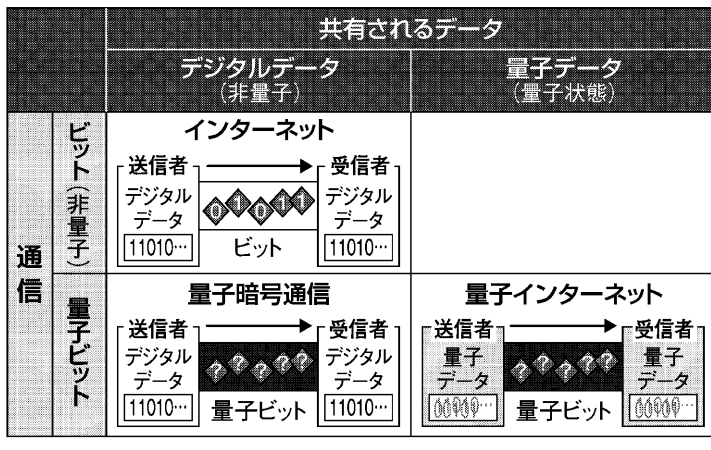 共有されるデータ
デジタルデータ
(非量子)
量子データ
(量子状態)
通信
ビット(非量子)
インターネット
送信者
受信者
デジタル
データ
11010…
01011
ビット
デジタル
データ
11010…
量子ビット
量子暗号通信
送信者
受信者
デジタル
データ
11010…
?????
量子ビット
デジタル
データ
11010…
量子インターネット
送信者
受信者
量子
データ
?????
量子ビット
量子
データ